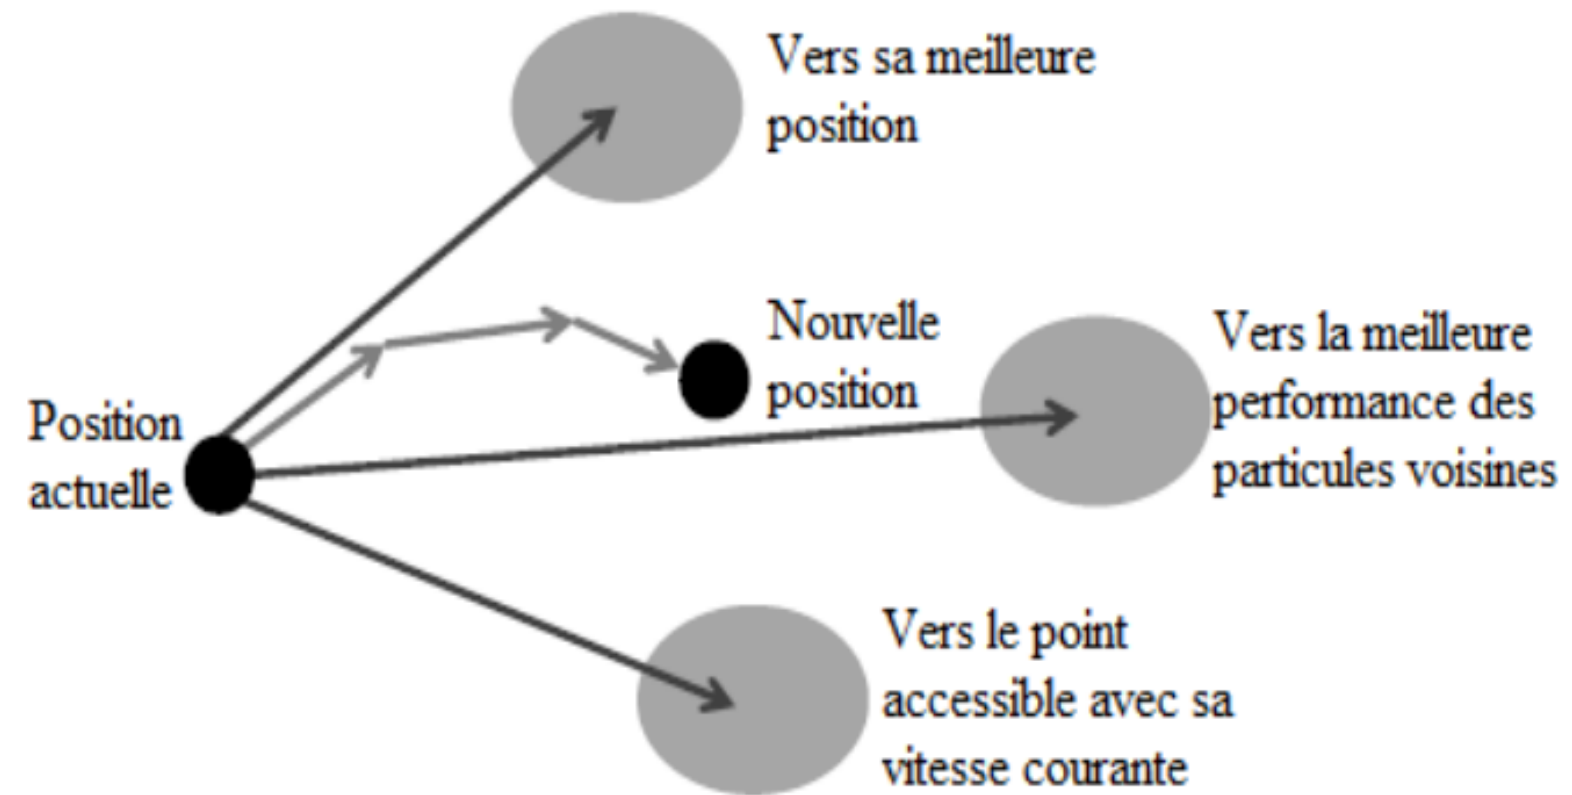 Vers sa meilleure
position
Nouvelle
position
Vers la meilleure
performance des
particules voisines
Position
actuelle
Vers le point
accessible avec sa
vitesse courante